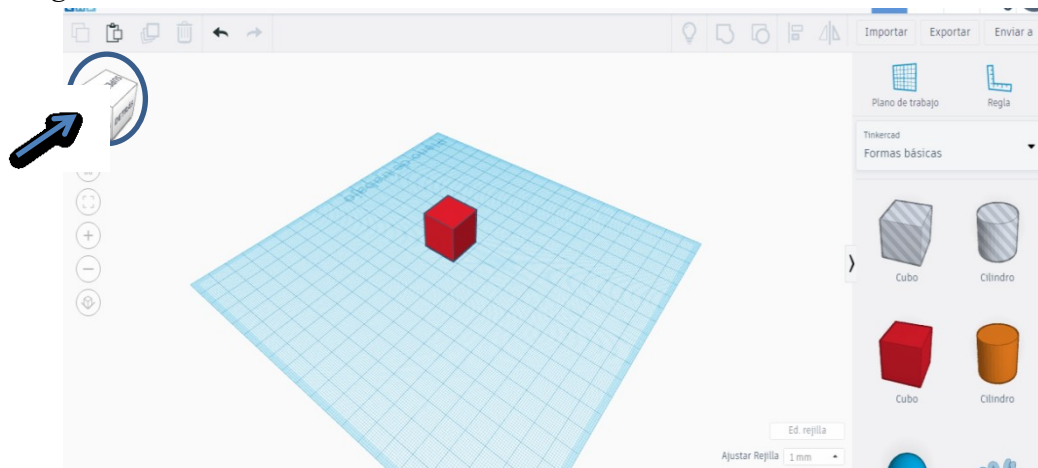 Importar Exportar Enviar a
Plano de trabajo Regla
Tinkercad
Formas básicas
Cubo Cilindro
Cubo Cilindro
Ed. rejilla
Ajustar Rejilla 1 mm